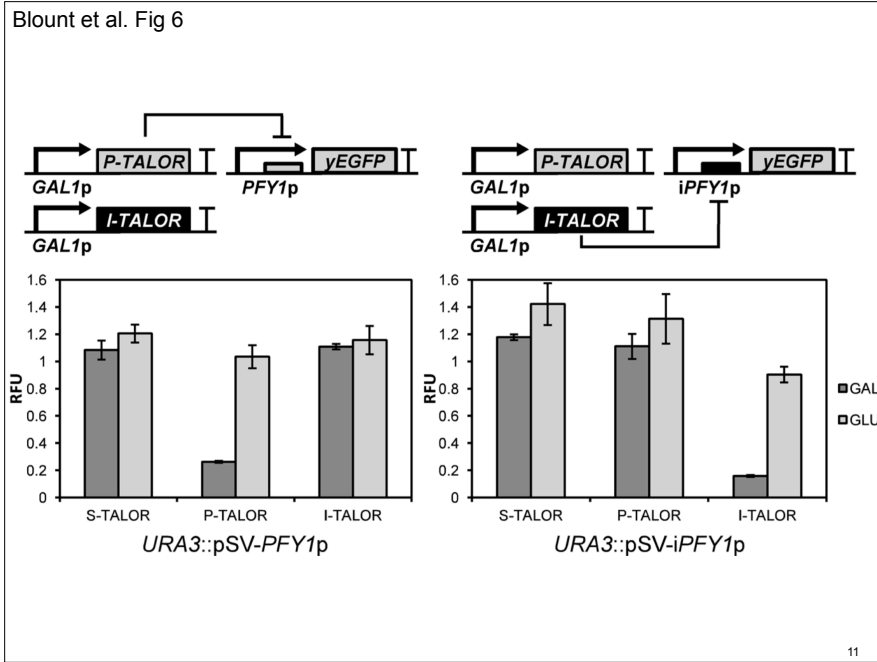 Blount et al. Fig 6
P-TALOR
yEGFP
GAL1p
PFY1p
I-TALOR
GAL1p
P-TALOR
yEGFP
GAL1p
iPFY1p
I-TALOR
GAL1p
1.6
1.4
1.2
1
0.8
0.6
0.4
0.2
0
RFU
S-TALOR P-TALOR I-TALOR
URA3::pSV-PFY1p
1.6
1.4
1.2
1
0.8
0.6
0.4
0.2
0
RFU
S-TALOR P-TALOR I-TALOR
URA3::pSV-iPFY1p
GAL
GLU
11